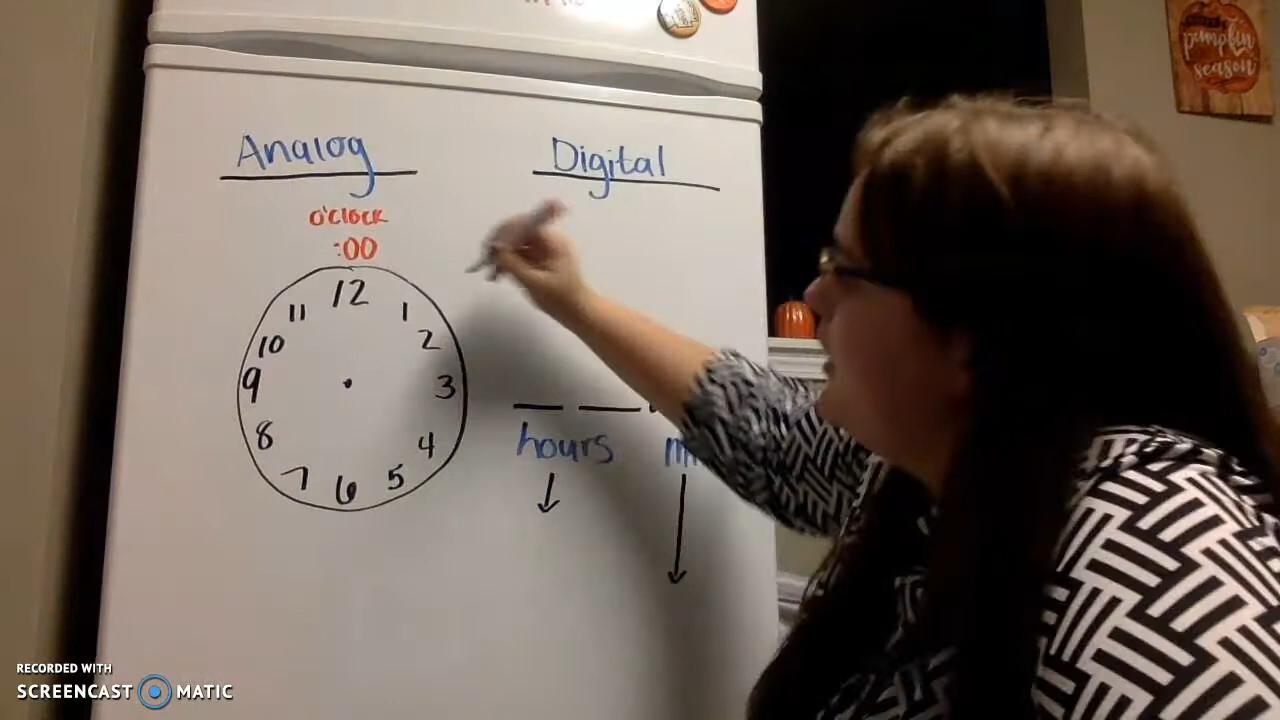 pumpkin
season
Analog
Digital
o'clock
:00
12
11
1
10
2
9
3
8
4
7
5
6
hours
RECORDED WITH
SCREENCAST MATIC